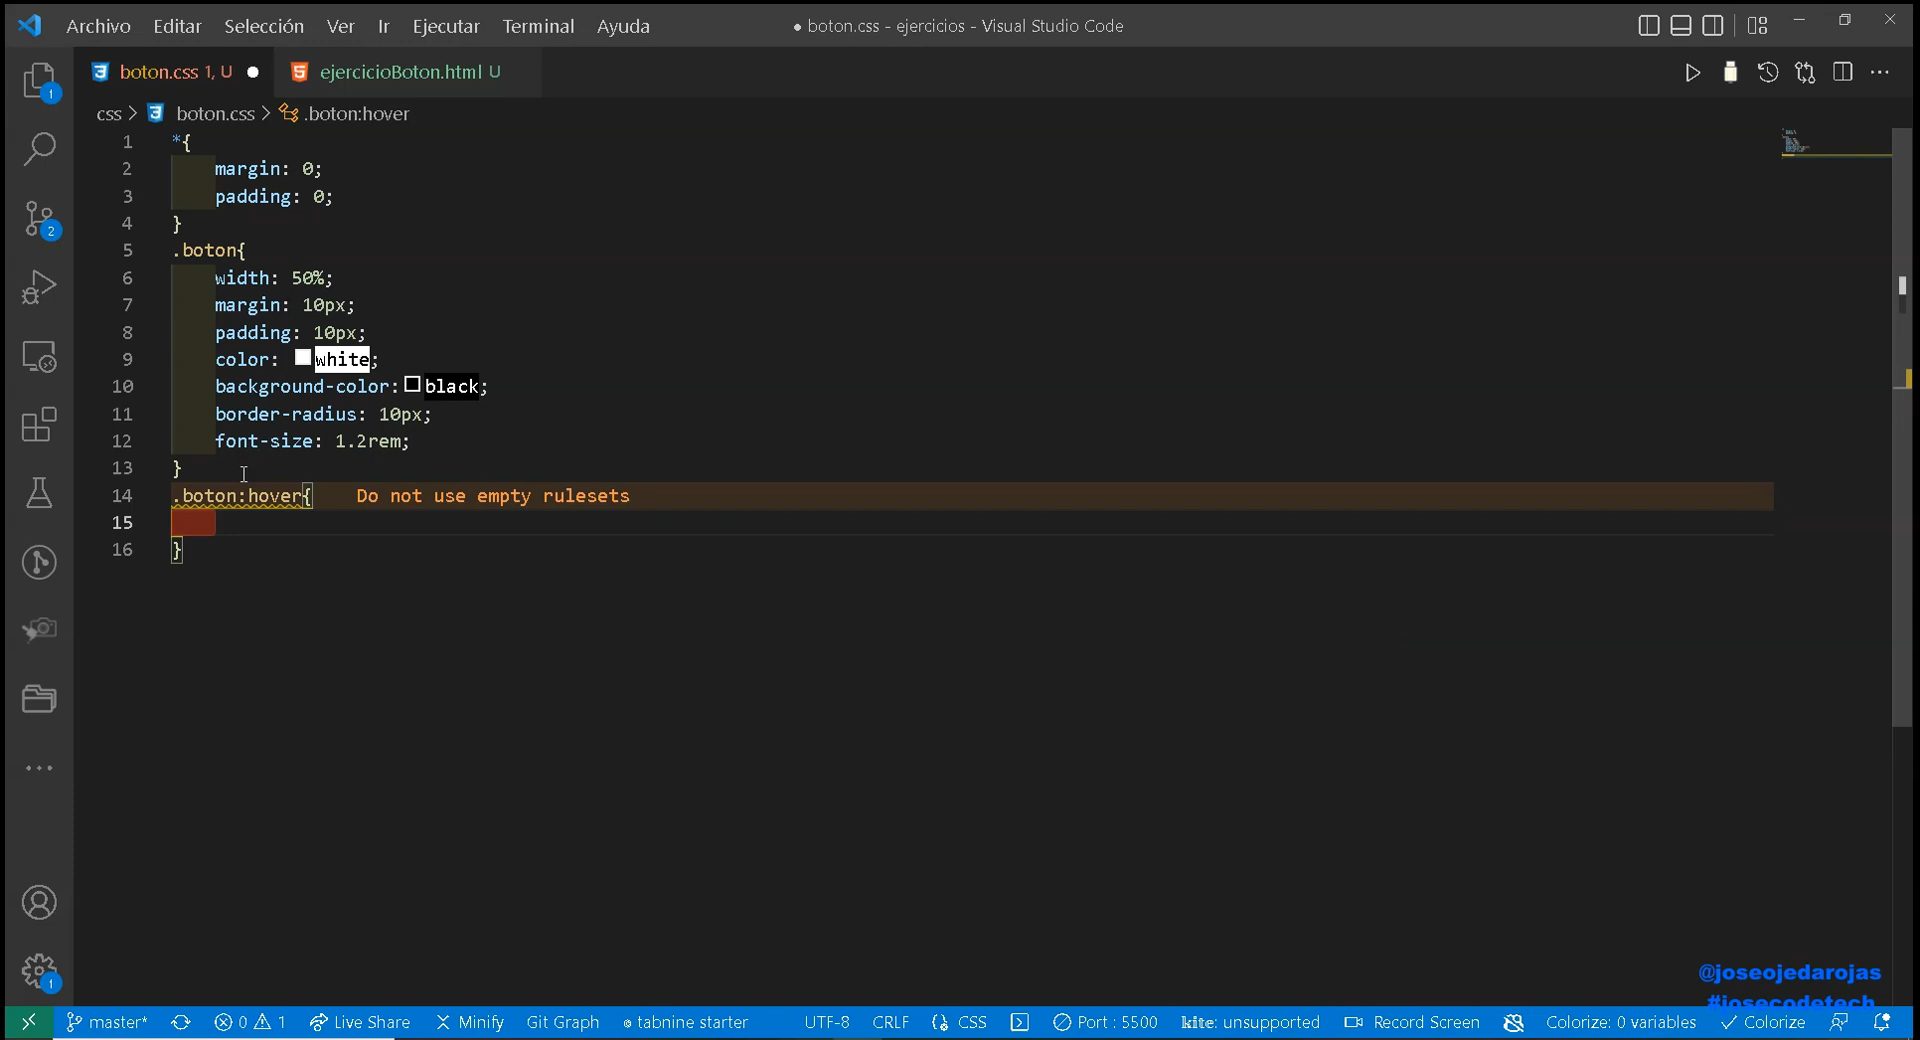 Archivo Editar Selección Ver Ir Ejecutar Terminal Ayuda ● boton.css - ejercicios - Visual Studio Code
boton.css 1, U ● ejercicioBoton.html U
css > boton.css > .boton:hover
1 *{
2 margin: 0;
3 padding: 0;
4 }
5 .boton{
6 width: 50%;
7 margin: 10px;
8 padding: 10px;
9 color: white;
10 background-color: black;
11 border-radius: 10px;
12 font-size: 1.2rem;
13 }
14 .boton:hover{ Do not use empty rulesets
15
16 }
1
2
1
@joseojedarojas
#josecodetech
master* 0 1 Live Share Minify Git Graph tabnine starter UTF-8 CRLF CSS Port : 5500 kite: unsupported Record Screen Colorize: 0 variables Colorize